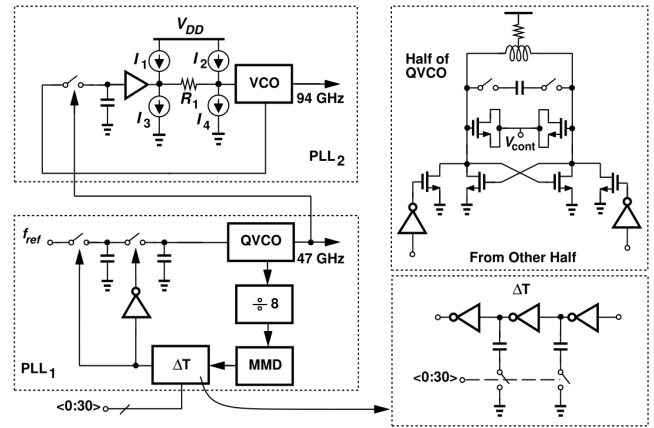 V_DD
I_1
I_2
R_1
I_3
I_4
VCO
94 GHz
PLL_2
f_ref
QVCO
47 GHz
÷ 8
MMD
ΔT
PLL_1
<0:30>
Half of
QVCO
V_cont
From Other Half
ΔT
<0:30>